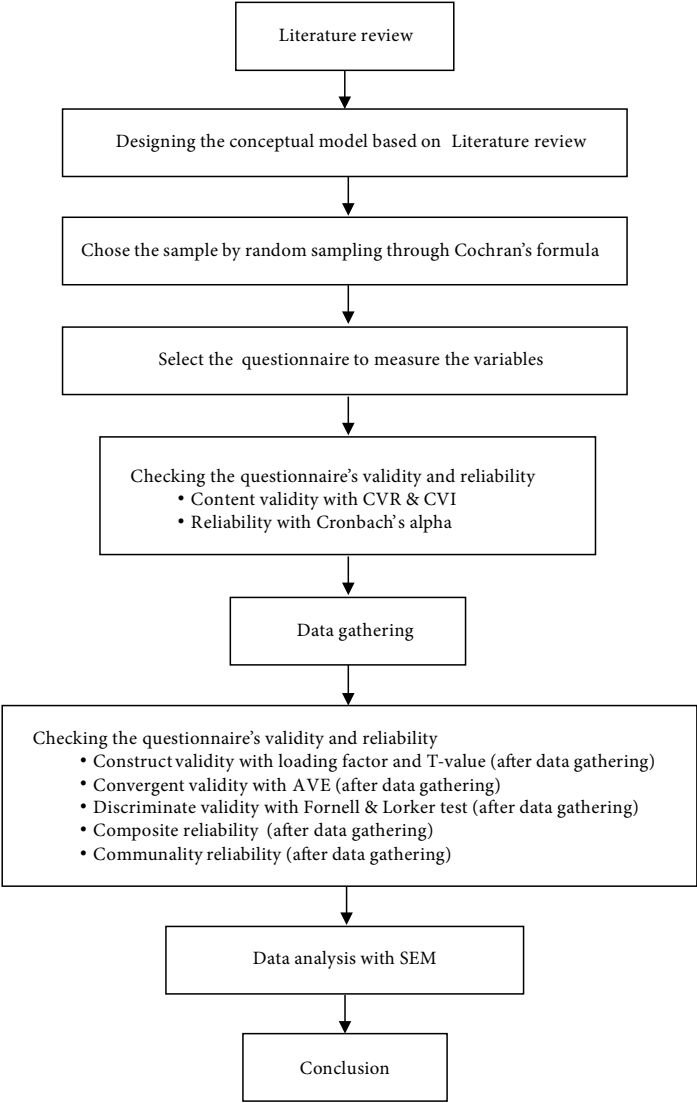 Literature review
Designing the conceptual model based on Literature review
Chose the sample by random sampling through Cochran's formula
Select the questionnaire to measure the variables
Checking the questionnaire's validity and reliability
• Content validity with CVR & CVI
• Reliability with Cronbach's alpha
Data gathering
Checking the questionnaire's validity and reliability
• Construct validity with loading factor and T-value (after data gathering)
• Convergent validity with AVE (after data gathering)
• Discriminate validity with Fornell & Lorker test (after data gathering)
• Composite reliability (after data gathering)
• Communality reliability (after data gathering)
Data analysis with SEM
Conclusion